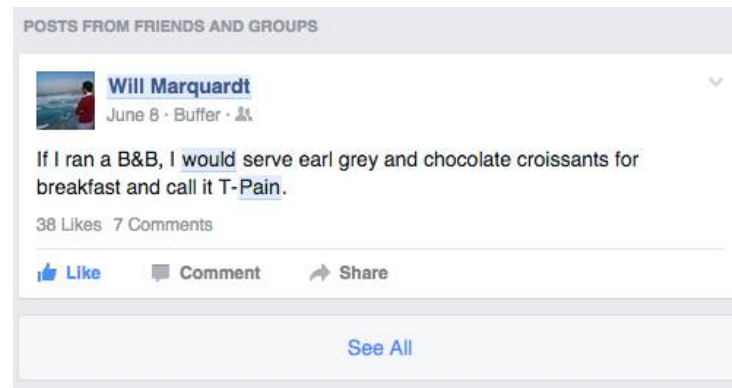 POSTS FROM FRIENDS AND GROUPS
Will Marquardt
June 8 · Buffer ·
If I ran a B&B, I would serve earl grey and chocolate croissants for
breakfast and call it T-Pain.
38 Likes 7 Comments
Like Comment Share
See All